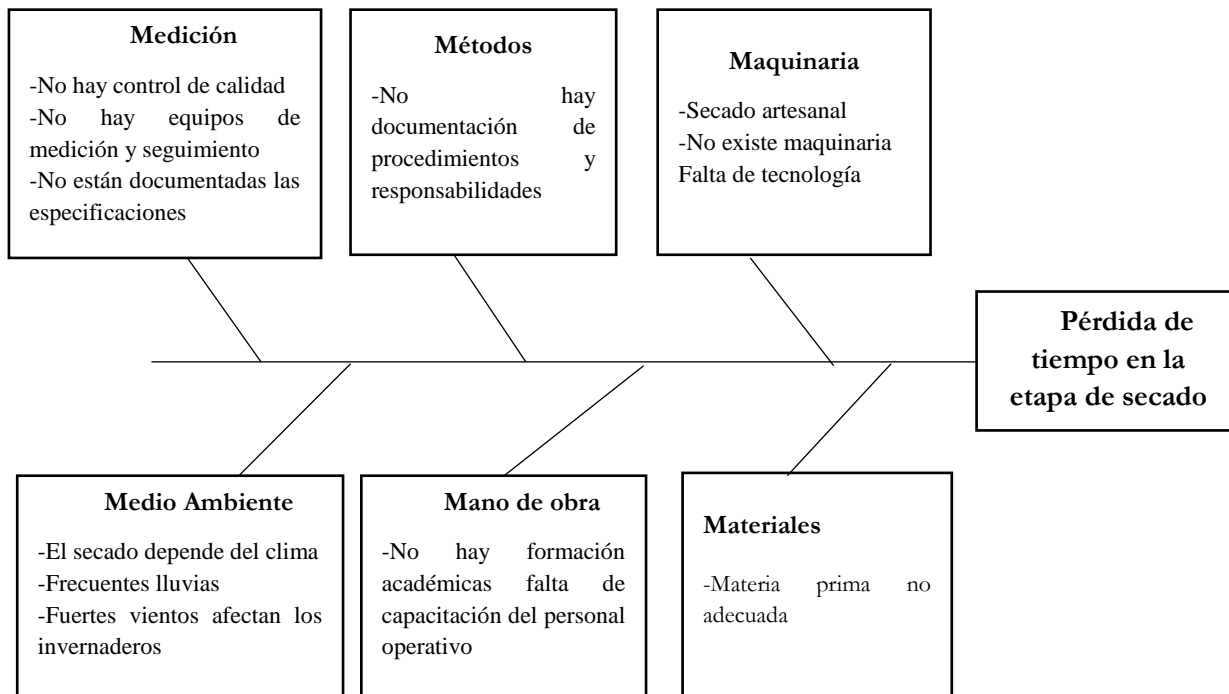 Medición
-No hay control de calidad
-No hay equipos de
medición y seguimiento
-No están documentadas las
especificaciones
Métodos
-No hay
documentación de
procedimientos y
responsabilidades
Maquinaria
-Secado artesanal
-No existe maquinaria
Falta de tecnología
Pérdida de
tiempo en la
etapa de secado
Medio Ambiente
-El secado depende del clima
-Frecuentes lluvias
-Fuertes vientos afectan los
invernaderos
Mano de obra
-No hay formación
académicas falta de
capacitación del personal
operativo
Materiales
-Materia prima no
adecuada